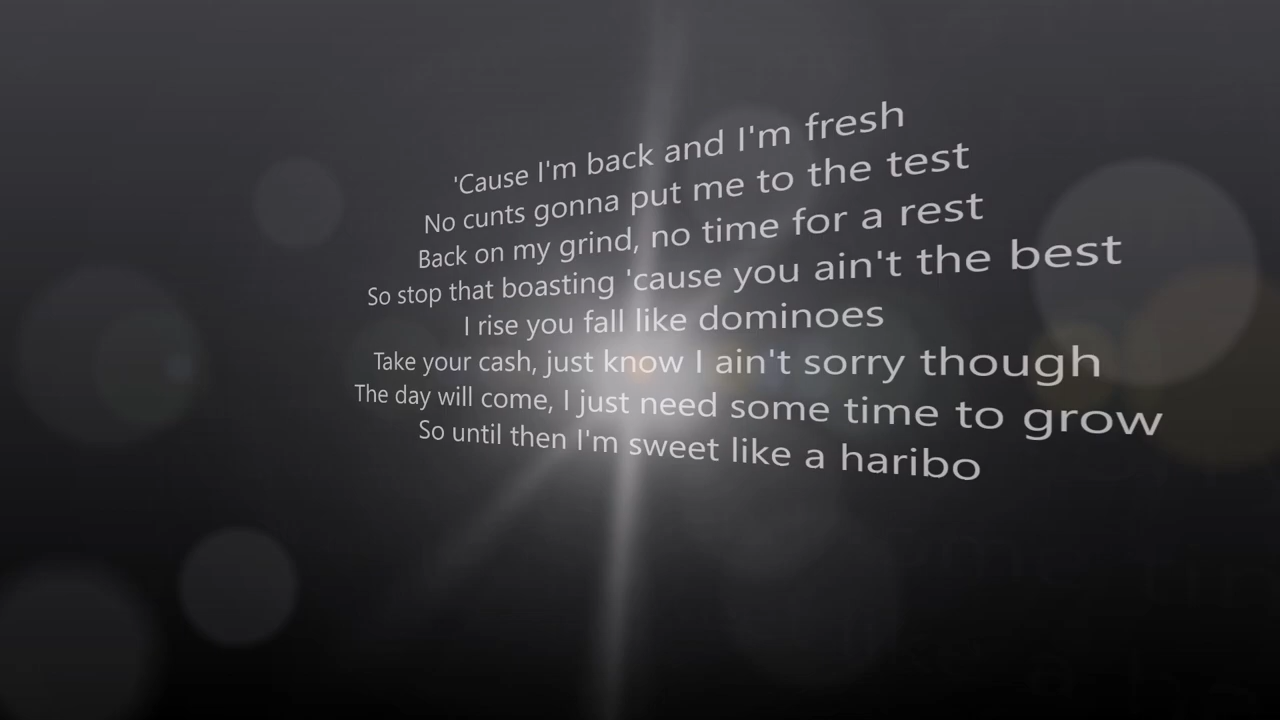 'Cause I'm back and I'm fresh
No cunts gonna put me to the test
Back on my grind, no time for a rest
So stop that boasting 'cause you ain't the best
I rise you fall like dominoes
Take your cash, just know I ain't sorry though
The day will come, I just need some time to grow
So until then I'm sweet like a haribo